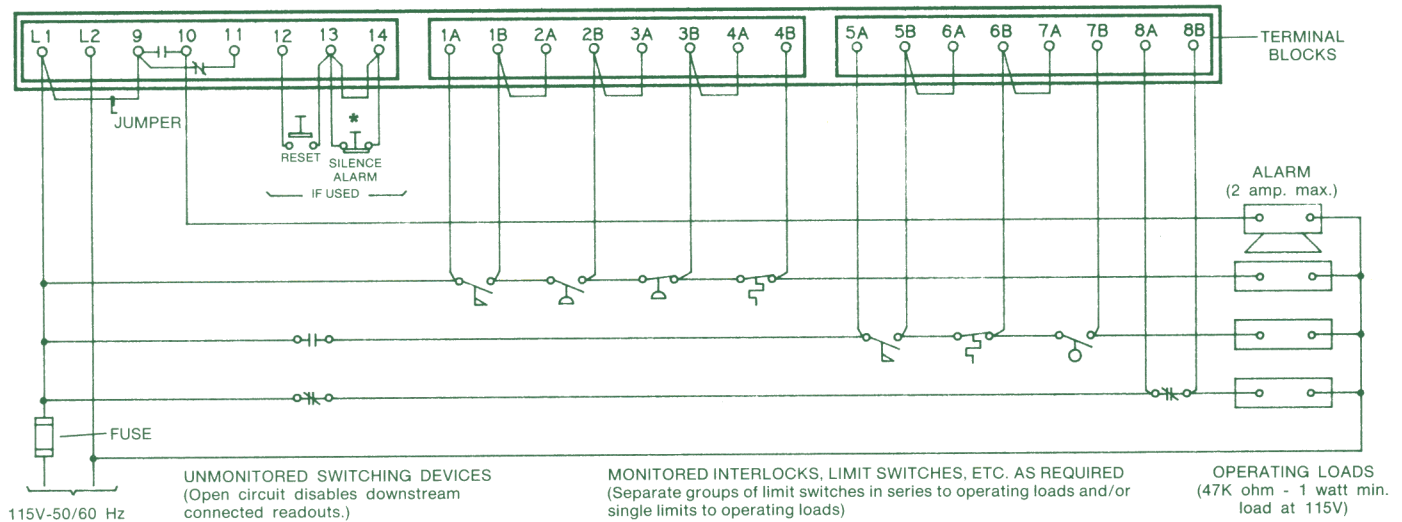 L1 L2 9 10 11 12 13 14 1A 1B 2A 2B 3A 3B 4A 4B 5A 5B 6A 6B 7A 7B 8A 8B
TERMINAL
BLOCKS
JUMPER
*
RESET
SILENCE
ALARM
IF USED
ALARM
(2 amp. max.)
FUSE
115V-50/60 Hz
UNMONITORED SWITCHING DEVICES
(Open circuit disables downstream
connected readouts.)
MONITORED INTERLOCKS, LIMIT SWITCHES, ETC. AS REQUIRED
(Separate groups of limit switches in series to operating loads and/or
single limits to operating loads)
OPERATING LOADS
(47K ohm - 1 watt min.
load at 115V)